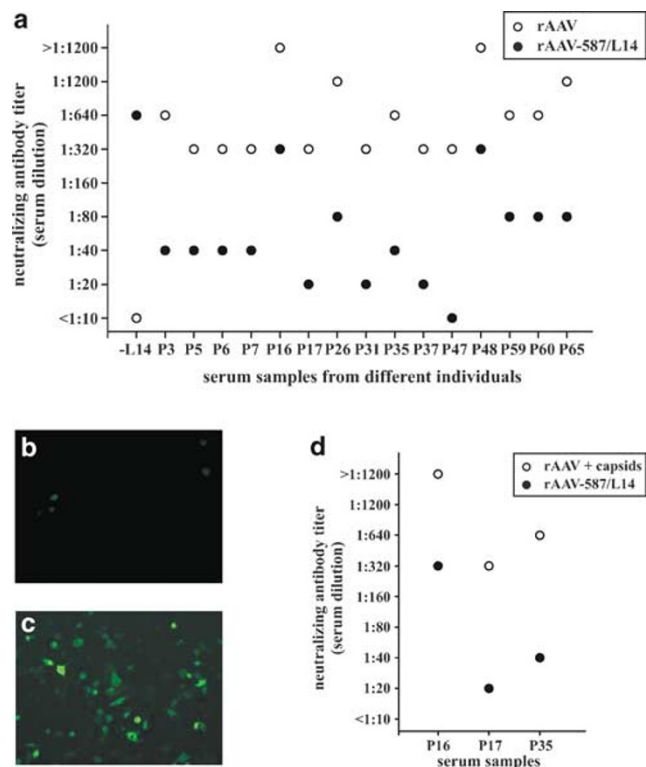 a
rAAV
rAAV-587/L14
>1:1200
1:1200
1:640
1:320
1:160
1:80
1:40
1:20
<1:10
neutralizing antibody titer
(serum dilution)
-L14 P3 P5 P6 P7 P16 P17 P26 P31 P35 P37 P47 P48 P59 P60 P65
serum samples from different individuals
b
c
d
rAAV + capsids
rAAV-587/L14
>1:1200
1:1200
1:640
1:320
1:160
1:80
1:40
1:20
<1:10
neutralizing antibody titer
(serum dilution)
P16 P17 P35
serum samples